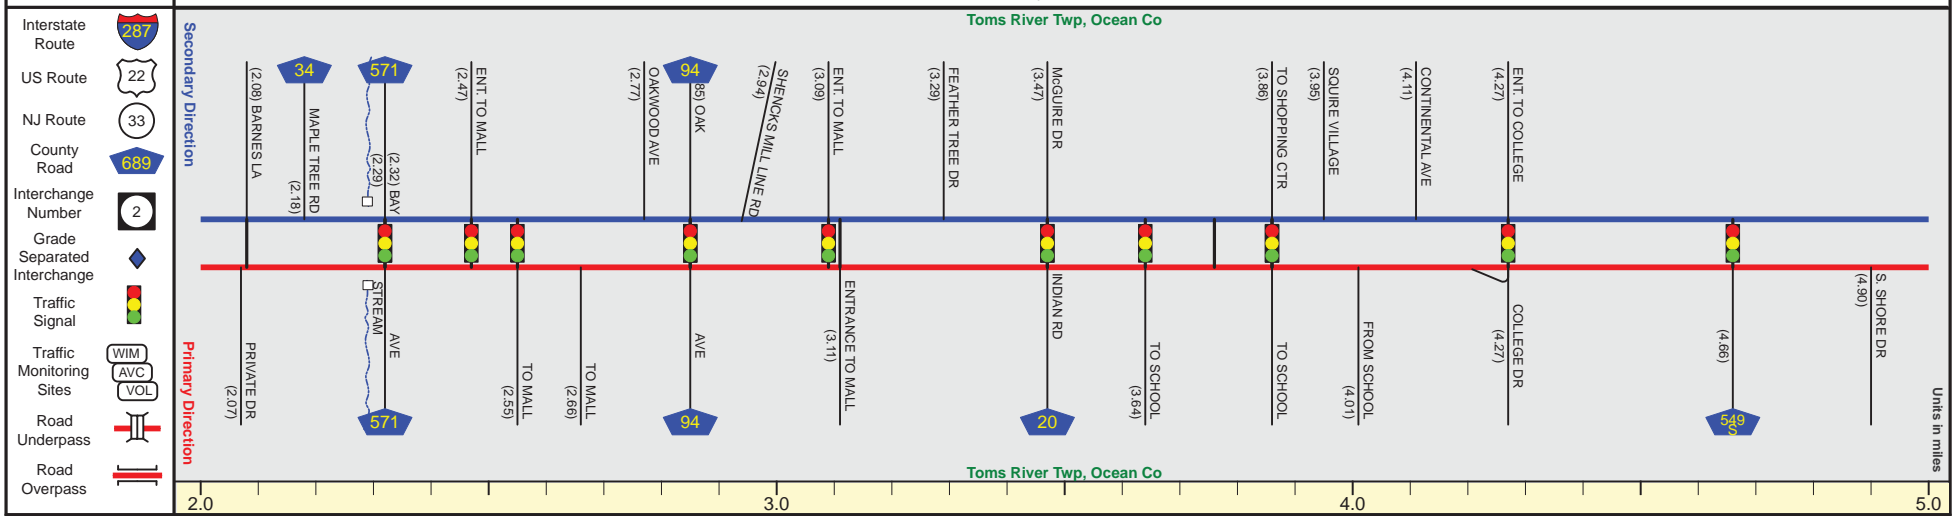 Interstate
Route
287
US Route
22
NJ Route
33
County
Road
689
Interchange
Number
2
Grade
Separated
Interchange
Traffic
Signal
Traffic
Monitoring
Sites
WIM
AVC
VOL
Road
Underpass
Road
Overpass
Secondary Direction
Primary Direction
Toms River Twp, Ocean Co
(2.08) BARNES LA
34
MAPLE TREE RD
(2.18)
571
(2.29)
(2.32) BAY
ENT. TO MALL
(2.47)
OAKWOOD AVE
(2.77)
94
85) OAK
SHENCKS MILL LINE RD
(2.94)
ENT. TO MALL
(3.09)
FEATHER TREE DR
(3.29)
McGUIRE DR
(3.47)
TO SHOPPING CTR
(3.86)
SQUIRE VILLAGE
(3.95)
CONTINENTAL AVE
(4.11)
ENT. TO COLLEGE
(4.27)
PRIVATE DR
(2.07)
STREAM
AVE
571
TO MALL
(2.55)
TO MALL
(2.66)
AVE
94
ENTRANCE TO MALL
(3.11)
INDIAN RD
20
TO SCHOOL
(3.64)
TO SCHOOL
FROM SCHOOL
(4.01)
COLLEGE DR
(4.27)
(4.66)
549
S
S. SHORE DR
(4.90)
Units in miles
Toms River Twp, Ocean Co
2.0
3.0
4.0
5.0